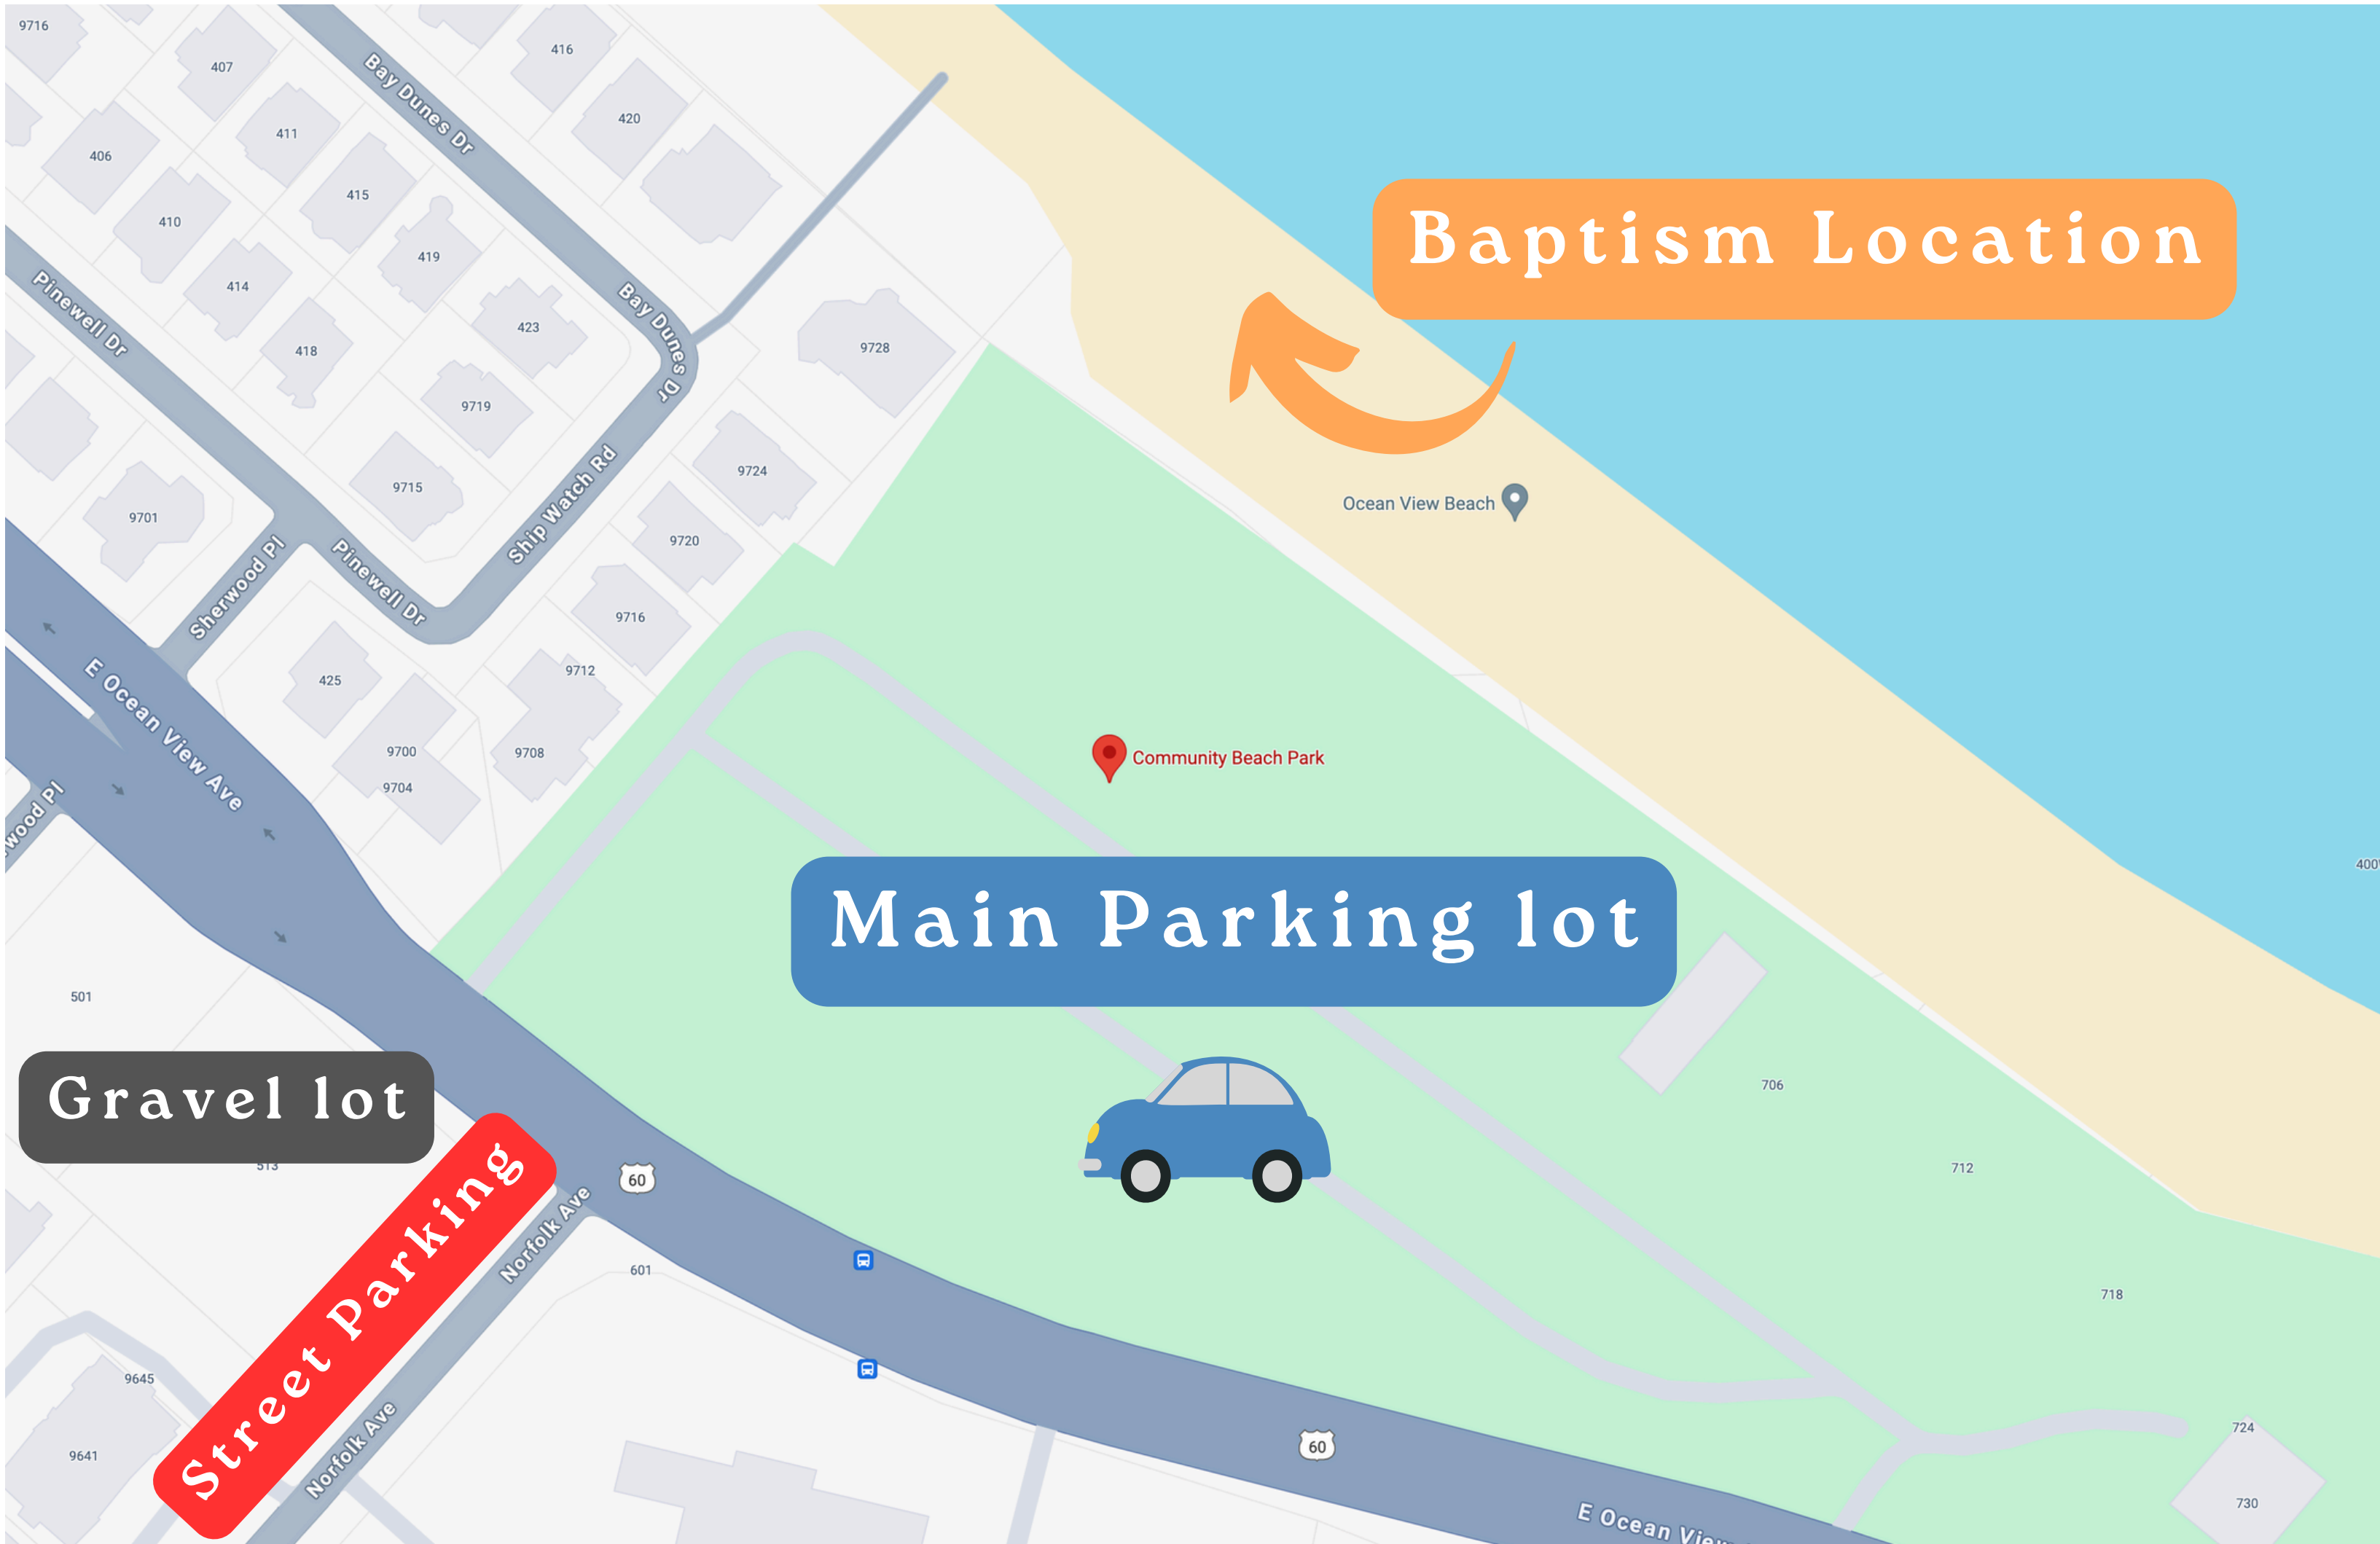 9716
407
416
Bay Dunes Dr
420
411
406
415
410
419
Baptism Location
414
Pinewell Dr
418
423
Bay Dunes Dr
9728
9719
9724
9715
Ocean View Beach
9701
Ship Watch Rd
9720
Sherwood Pl
Pinewell Dr
9716
425
9712
E Ocean View Ave
9700
9708
Community Beach Park
9704
400
Main Parking lot
501
706
Gravel lot
513
Street Parking
60
Norfolk Ave
712
601
718
9645
724
9641
Norfolk Ave
60
730
E Ocean View